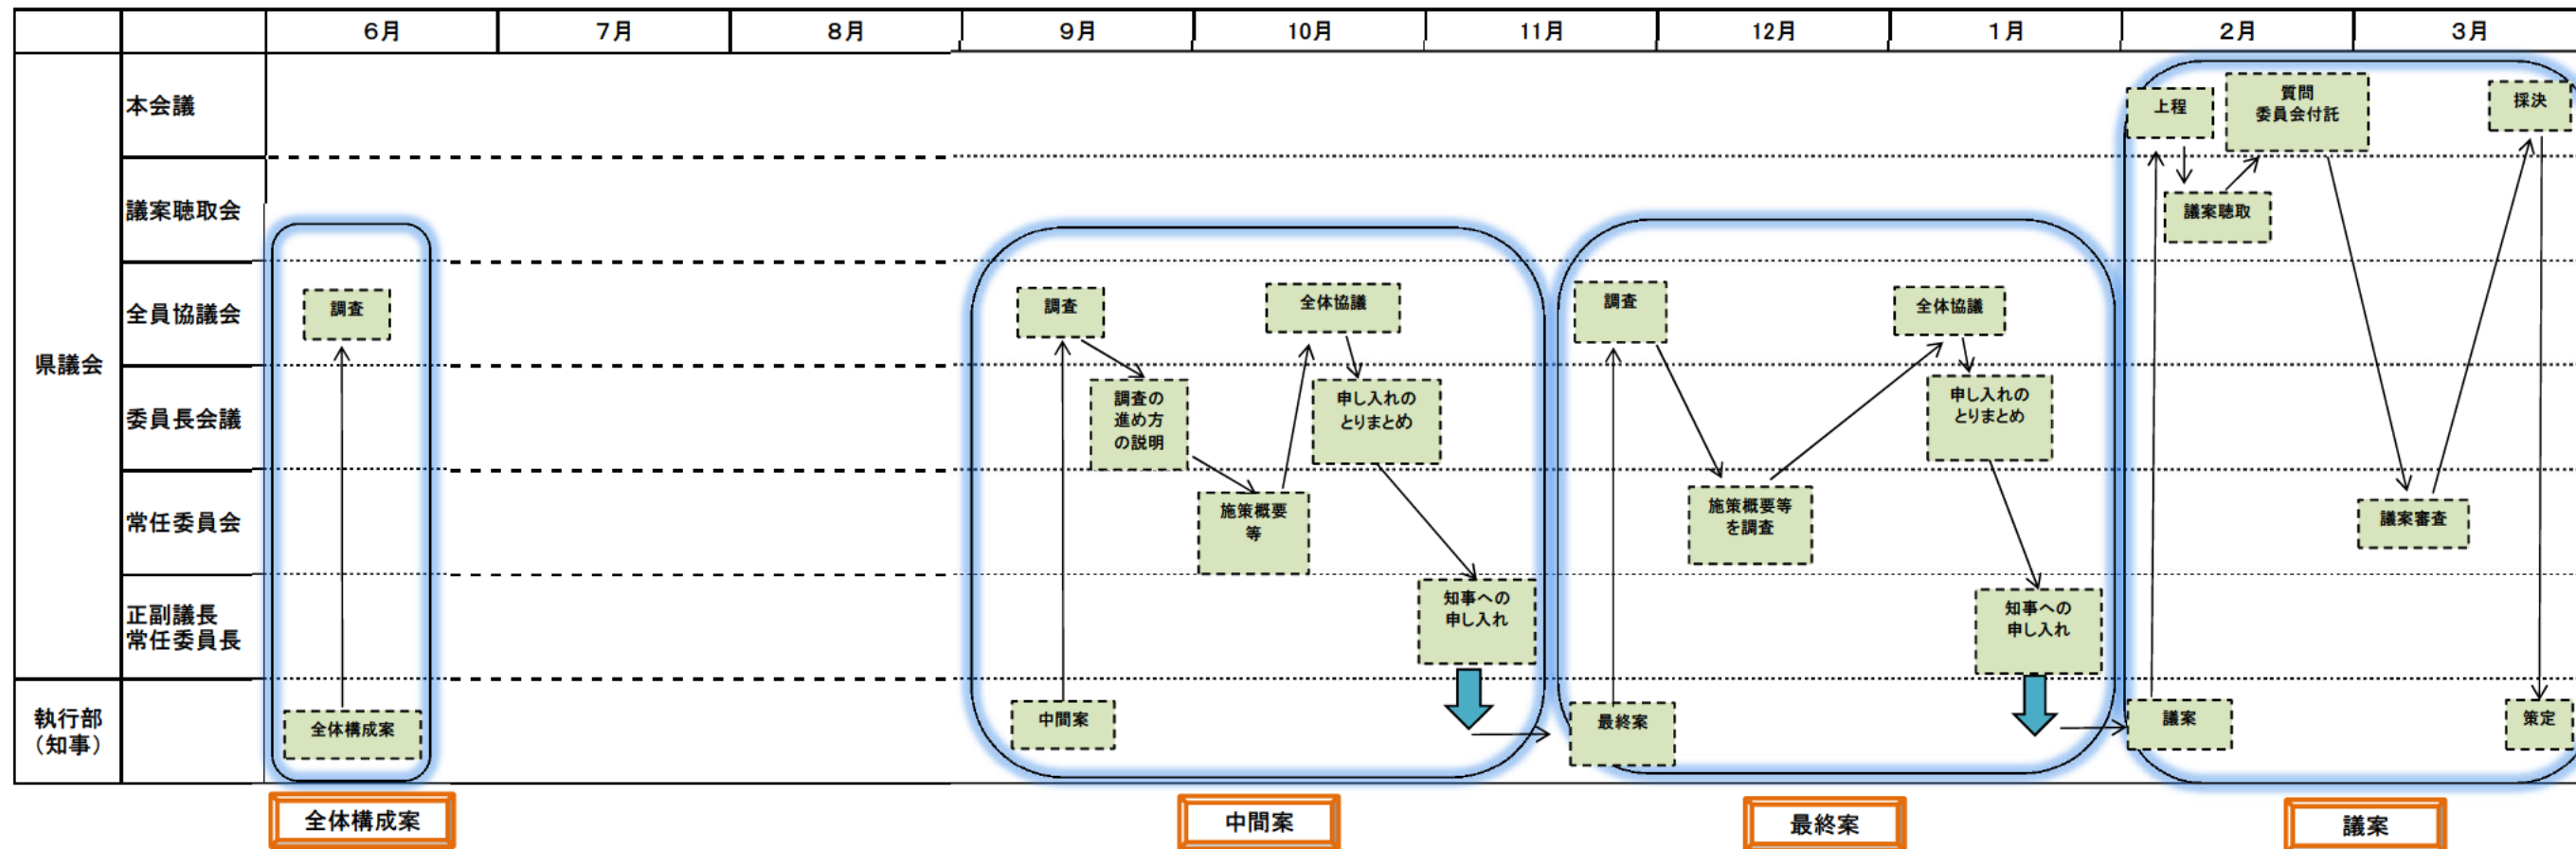 6月
7月
8月
9月
10月
11月
12月
1月
2月
3月
県議会
本会議
上程
質問
委員会付託
採決
議案聴取会
議案聴取
全員協議会
調査
調査
全体協議
調査
全体協議
委員長会議
調査の
進め方
の説明
申し入れの
とりまとめ
申し入れの
とりまとめ
常任委員会
施策概要
等
施策概要等
を調査
議案審査
正副議長
常任委員長
知事への
申し入れ
知事への
申し入れ
執行部
（知事）
全体構成案
中間案
最終案
議案
策定
全体構成案
中間案
最終案
議案